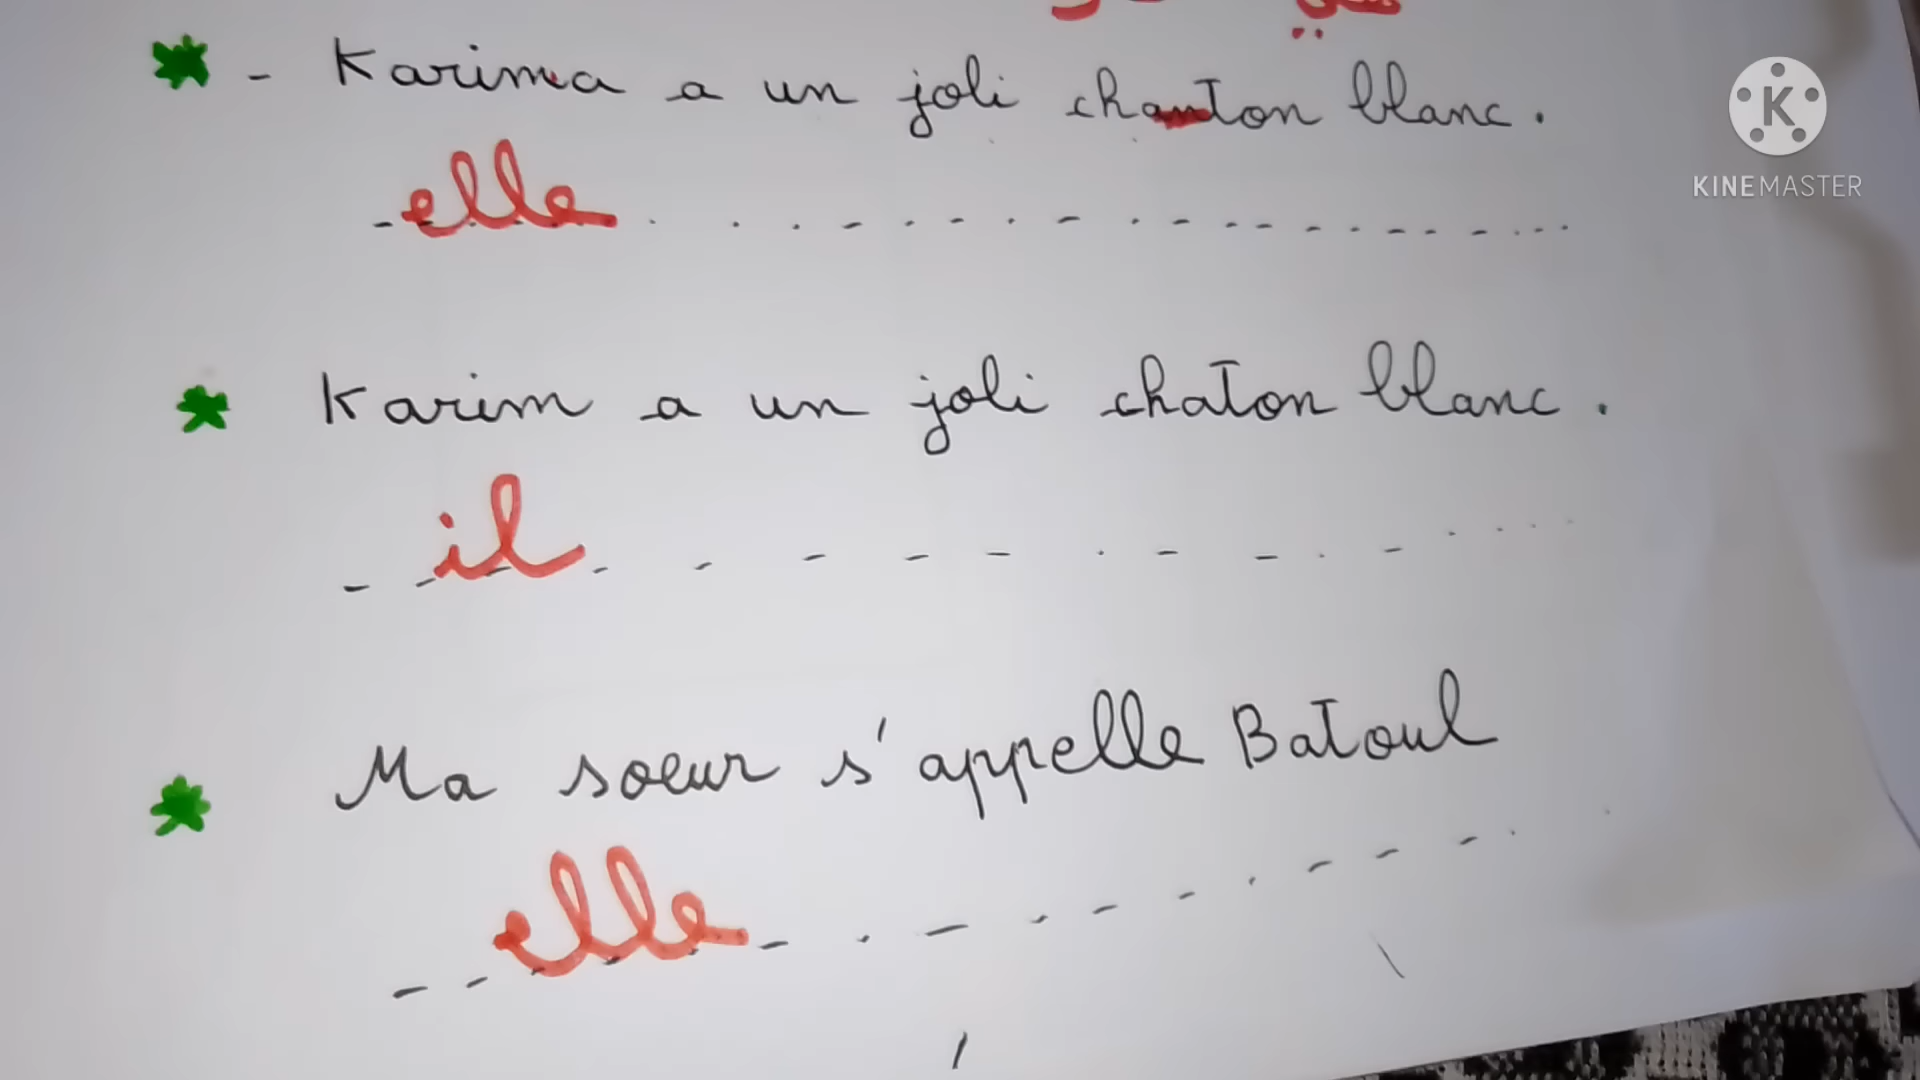 - Karima a un joli chaton blanc.
elle
Karim a un joli chaton blanc.
il
Ma soeur s'appelle Batoul
elle
K
KINEMASTER